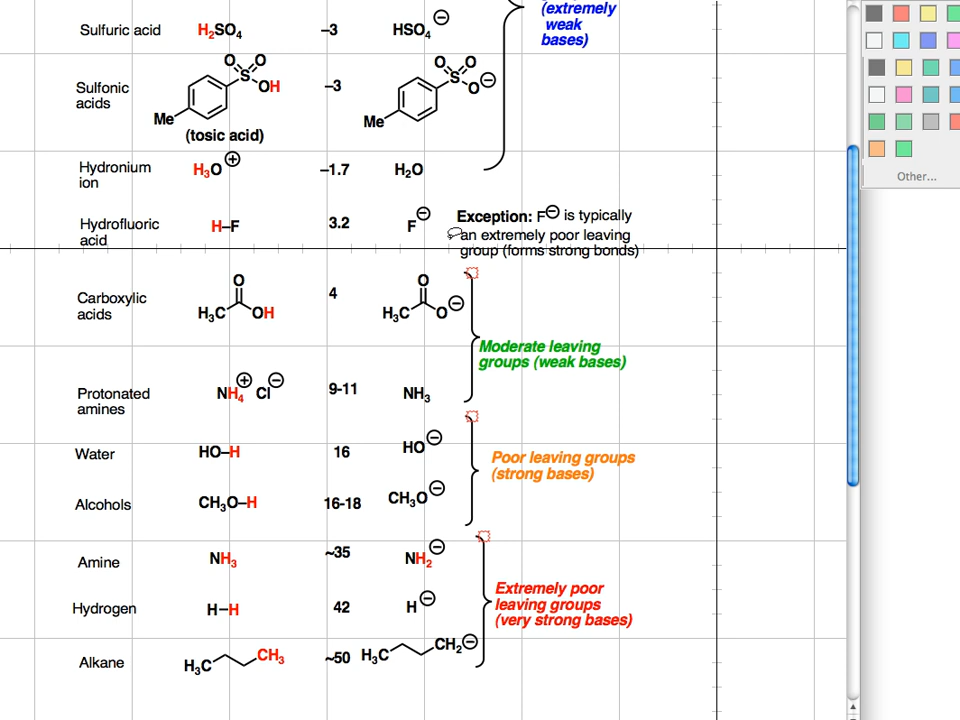 (extremely
weak
bases)
Sulfuric acid H₂SO₄ –3 HSO₄⊖
Sulfonic
acids
O O
S
OH
Me
(tosic acid)
–3
O O
S
O⊖
Me
Hydronium
ion
H₃O⊕ –1.7 H₂O
Hydrofluoric
acid
H–F 3.2 F⊖
Exception: F⊖ is typically
an extremely poor leaving
group (forms strong bonds)
Carboxylic
acids
O
H₃C OH
4
O
H₃C O⊖
Moderate leaving
groups (weak bases)
Protonated
amines
NH₄⊕ Cl⊖ 9-11 NH₃
Water HO–H 16 HO⊖
Poor leaving groups
(strong bases)
Alcohols CH₃O–H 16-18 CH₃O⊖
Amine NH₃ ~35 NH₂⊖
Extremely poor
leaving groups
(very strong bases)
Hydrogen H–H 42 H⊖
Alkane H₃C CH₃ ~50 H₃C CH₂⊖
Other...